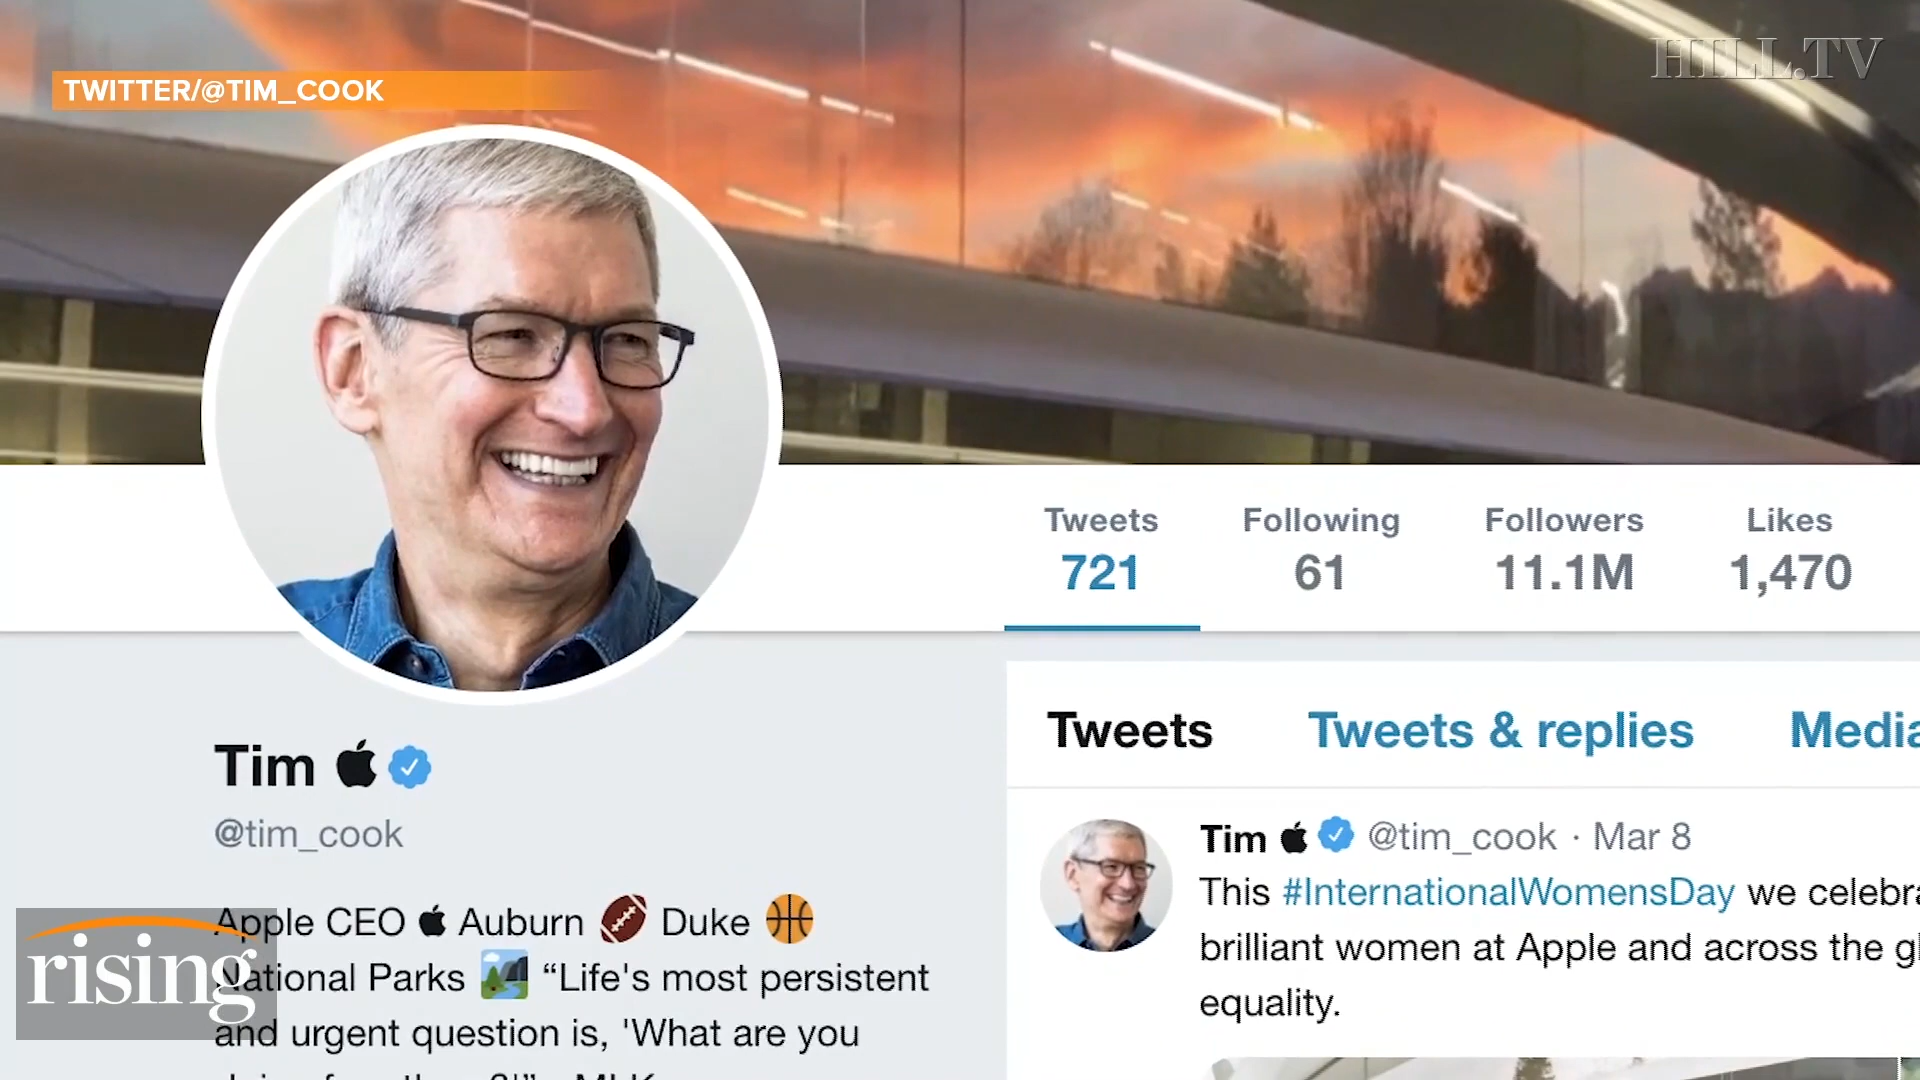 HILL.TV
TWITTER/@TIM_COOK
Tweets Following Followers Likes
721 61 11.1M 1,470
Tim
@tim_cook
Apple CEO Auburn Duke
National Parks “Life's most persistent
and urgent question is, 'What are you
rising
Tweets Tweets & replies Media
Tim @tim_cook · Mar 8
This #InternationalWomensDay we
brilliant women at Apple and across the
equality.